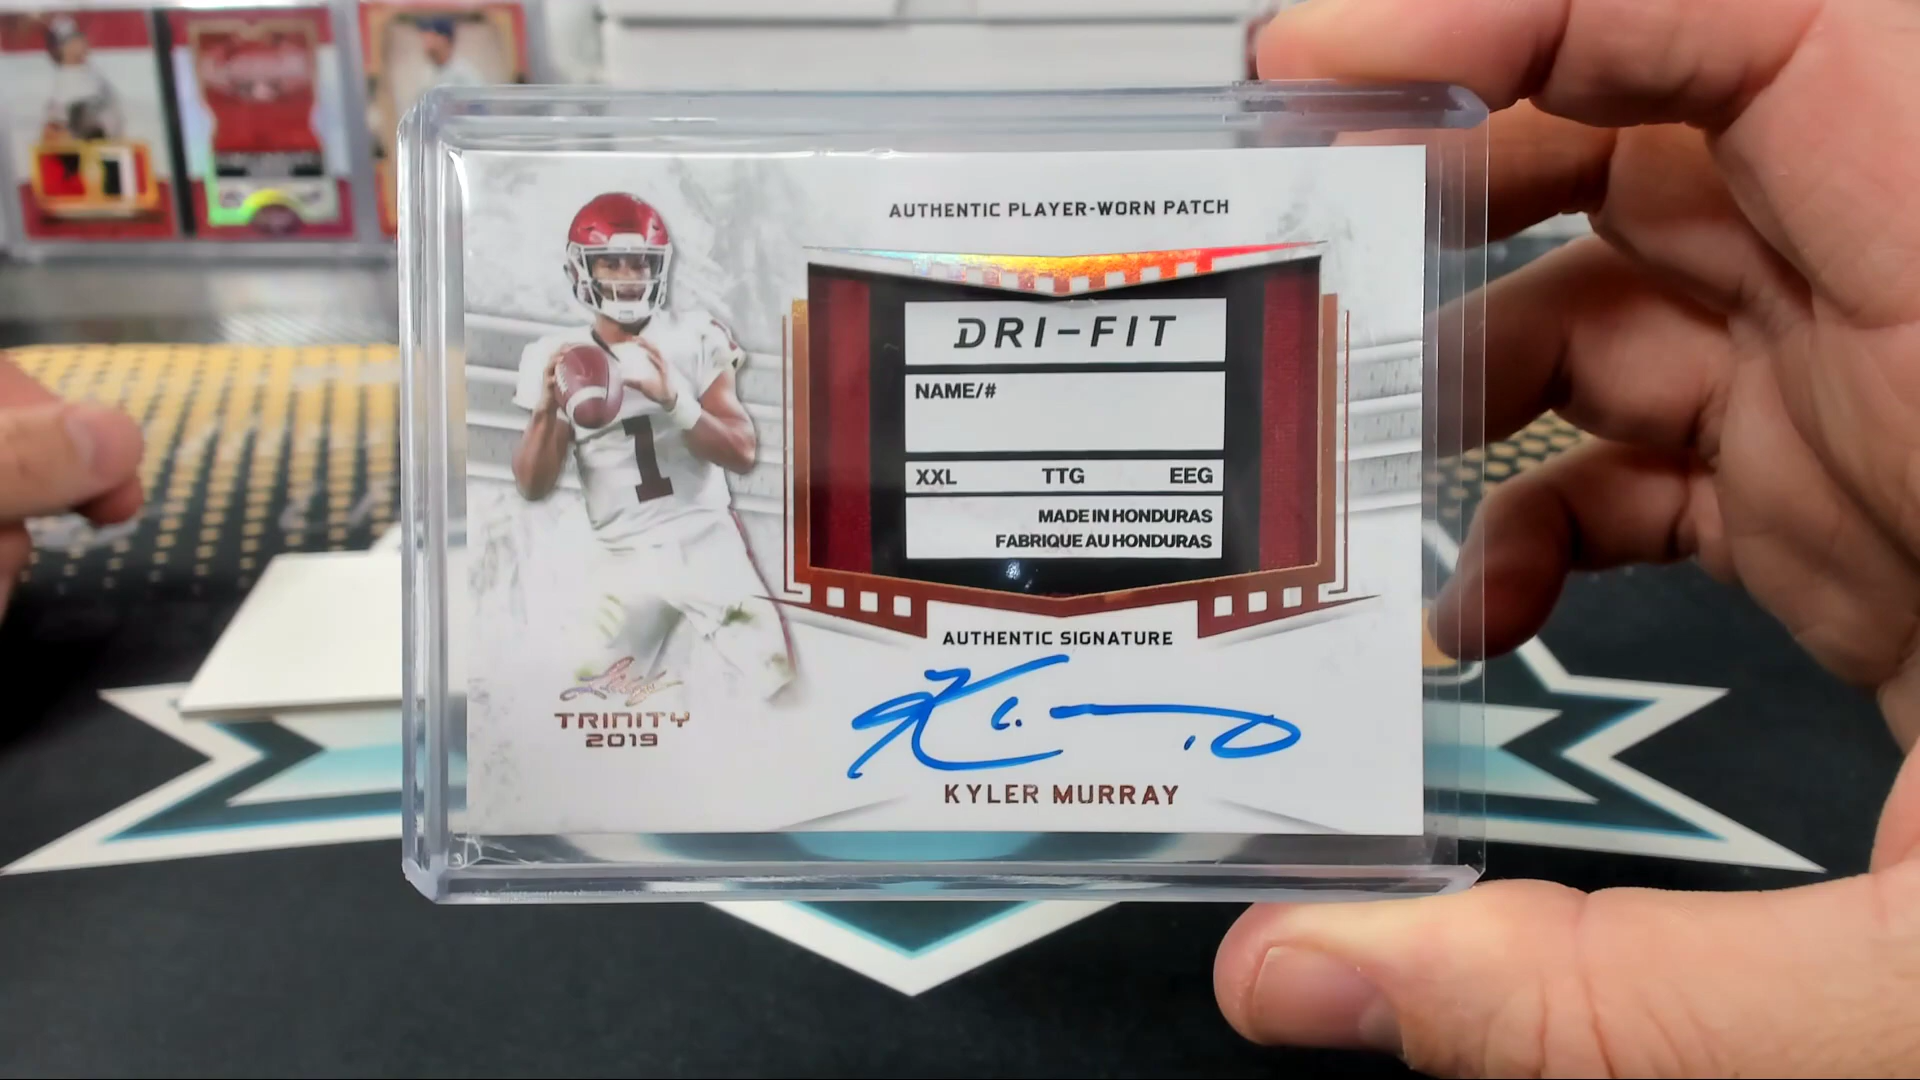 AUTHENTIC PLAYER-WORN PATCH
DRI-FIT
NAME/#
XXL TTG EEG
MADE IN HONDURAS
FABRIQUE AU HONDURAS
1
AUTHENTIC SIGNATURE
Leaf
TRINITY
2019
KYLER MURRAY